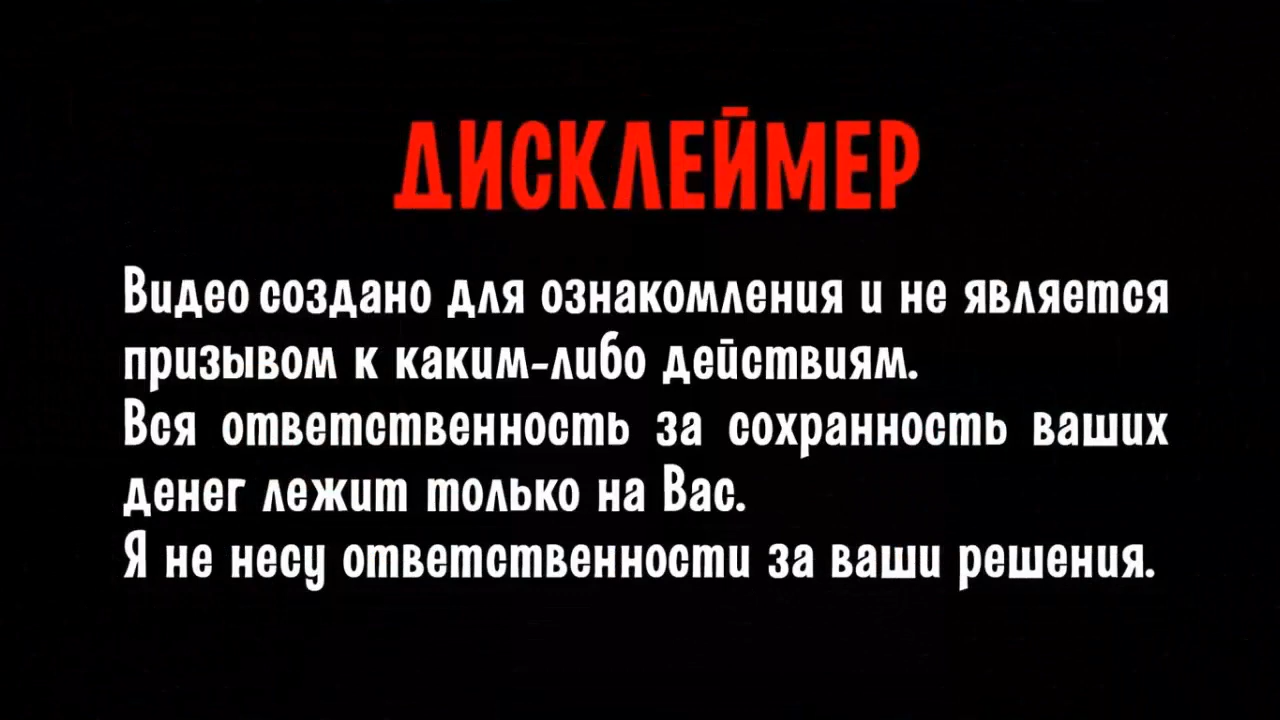 ДИСКЛЕЙМЕР
Видео создано для ознакомления и не является
призывом к каким-либо действиям.
Вся ответственность за сохранность ваших
денег лежит только на Вас.
Я не несу ответственности за ваши решения.